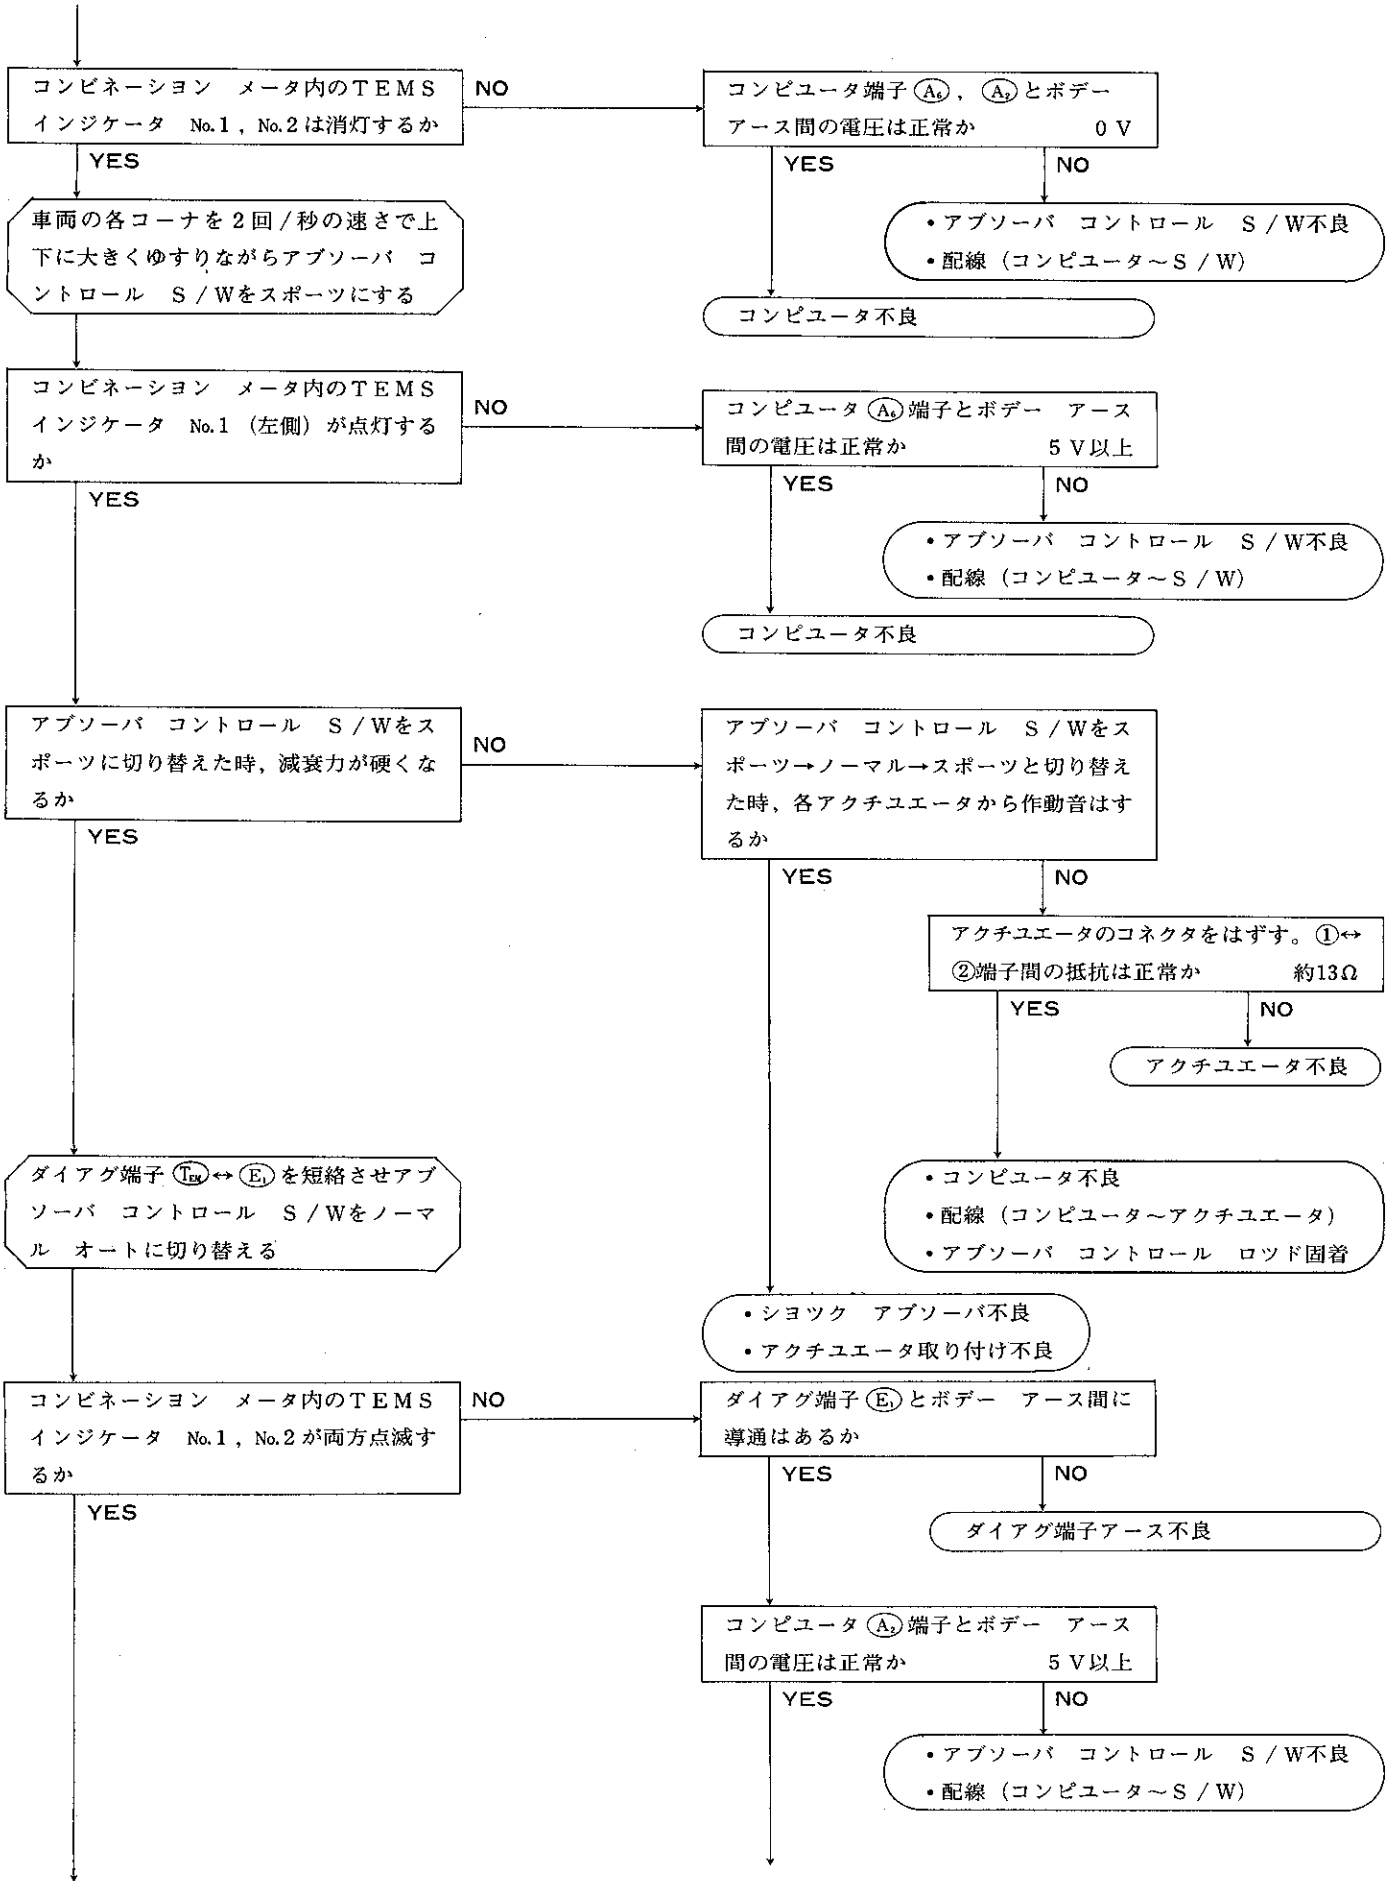 コンビネーション メータ内のTEMS
インジケータ No.1，No.2は消灯するか
NO
YES
コンピユータ端子 A₆，A₂とボデー
アース間の電圧は正常か 0 V
YES
NO
・アブソーバ コントロール S／W不良
・配線（コンピユータ～S／W）
コンピユータ不良
車両の各コーナを2回／秒の速さで上
下に大きくゆすりながらアブソーバ コ
ントロール S／Wをスポーツにする
コンビネーション メータ内のTEMS
インジケータ No.1（左側）が点灯する
か
NO
YES
コンピユータ A₆ 端子とボデー アース
間の電圧は正常か 5 V以上
YES
NO
・アブソーバ コントロール S／W不良
・配線（コンピユータ～S／W）
コンピユータ不良
アブソーバ コントロール S／Wをス
ポーツに切り替えた時，減衰力が硬くな
るか
NO
YES
アブソーバ コントロール S／Wをス
ポーツ→ノーマル→スポーツと切り替え
た時，各アクチユエータから作動音はす
るか
YES
NO
アクチユエータのコネクタをはずす。①↔
②端子間の抵抗は正常か 約13Ω
YES
NO
アクチユエータ不良
・コンピユータ不良
・配線（コンピユータ～アクチユエータ）
・アブソーバ コントロール ロツド固着
・シヨツク アブソーバ不良
・アクチユエータ取り付け不良
ダイアグ端子 TEM↔E₁を短絡させアブ
ソーバ コントロール S／Wをノーマ
ル オートに切り替える
コンビネーション メータ内のTEMS
インジケータ No.1，No.2が両方点滅す
るか
NO
YES
ダイアグ端子 E₁とボデー アース間に
導通はあるか
YES
NO
ダイアグ端子アース不良
コンピユータ A₂ 端子とボデー アース
間の電圧は正常か 5 V以上
YES
NO
・アブソーバ コントロール S／W不良
・配線（コンピユータ～S／W）